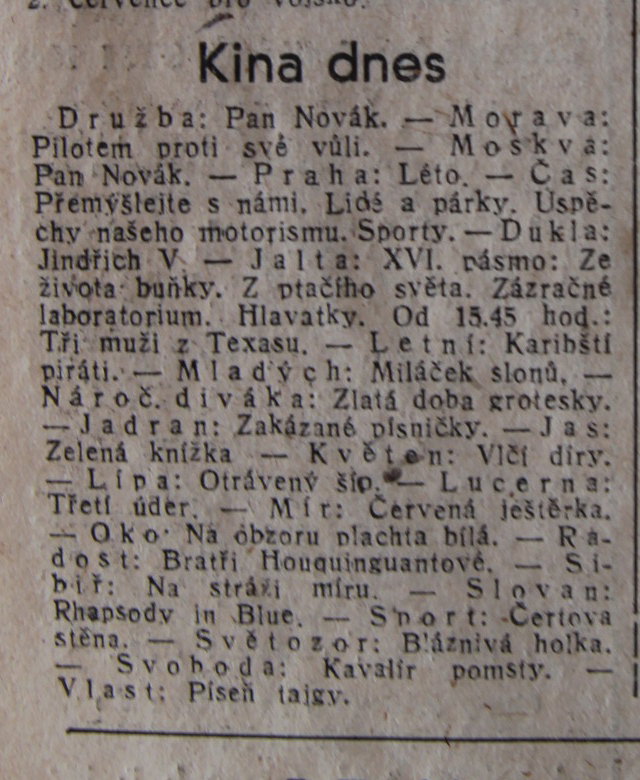 2. července pro vojsko.
Kina dnes
Družba: Pan Novák. — Morava:
Pilotem proti své vůli. — Moskva:
Pan Novák. — Praha: Léto. — Čas:
Přemýšlejte s námi. Lidé a párky. Úspě-
chy našeho motorismu. Sporty. — Dukla:
Jindřich V. — Jalta: XVI. pásmo: Ze
života buňky. Z ptačího světa. Zázračné
laboratorium. Hlavatky. Od 15.45 hod.:
Tři muži z Texasu. — Letní: Karibští
piráti. — Mladých: Miláček slonů. —
Nároč. diváka: Zlatá doba grotesky.
— Jadran: Zakázané písničky. — Jas:
Zelená knížka — Květen: Vlčí díry.
— Lípa: Otrávený šíp. — Lucerna:
Třetí úder. — Mír: Červená ještěrka.
— Oko: Na obzoru plachta bílá. — Ra-
dost: Bratři Houquinguantové. — Si-
biř: Na stráži míru. — Slovan:
Rhapsody in Blue. — Sport: Čertova
stěna. — Světozor: Bláznivá holka.
— Svoboda: Kavalír pomsty. —
Vlast: Píseň tajgy.